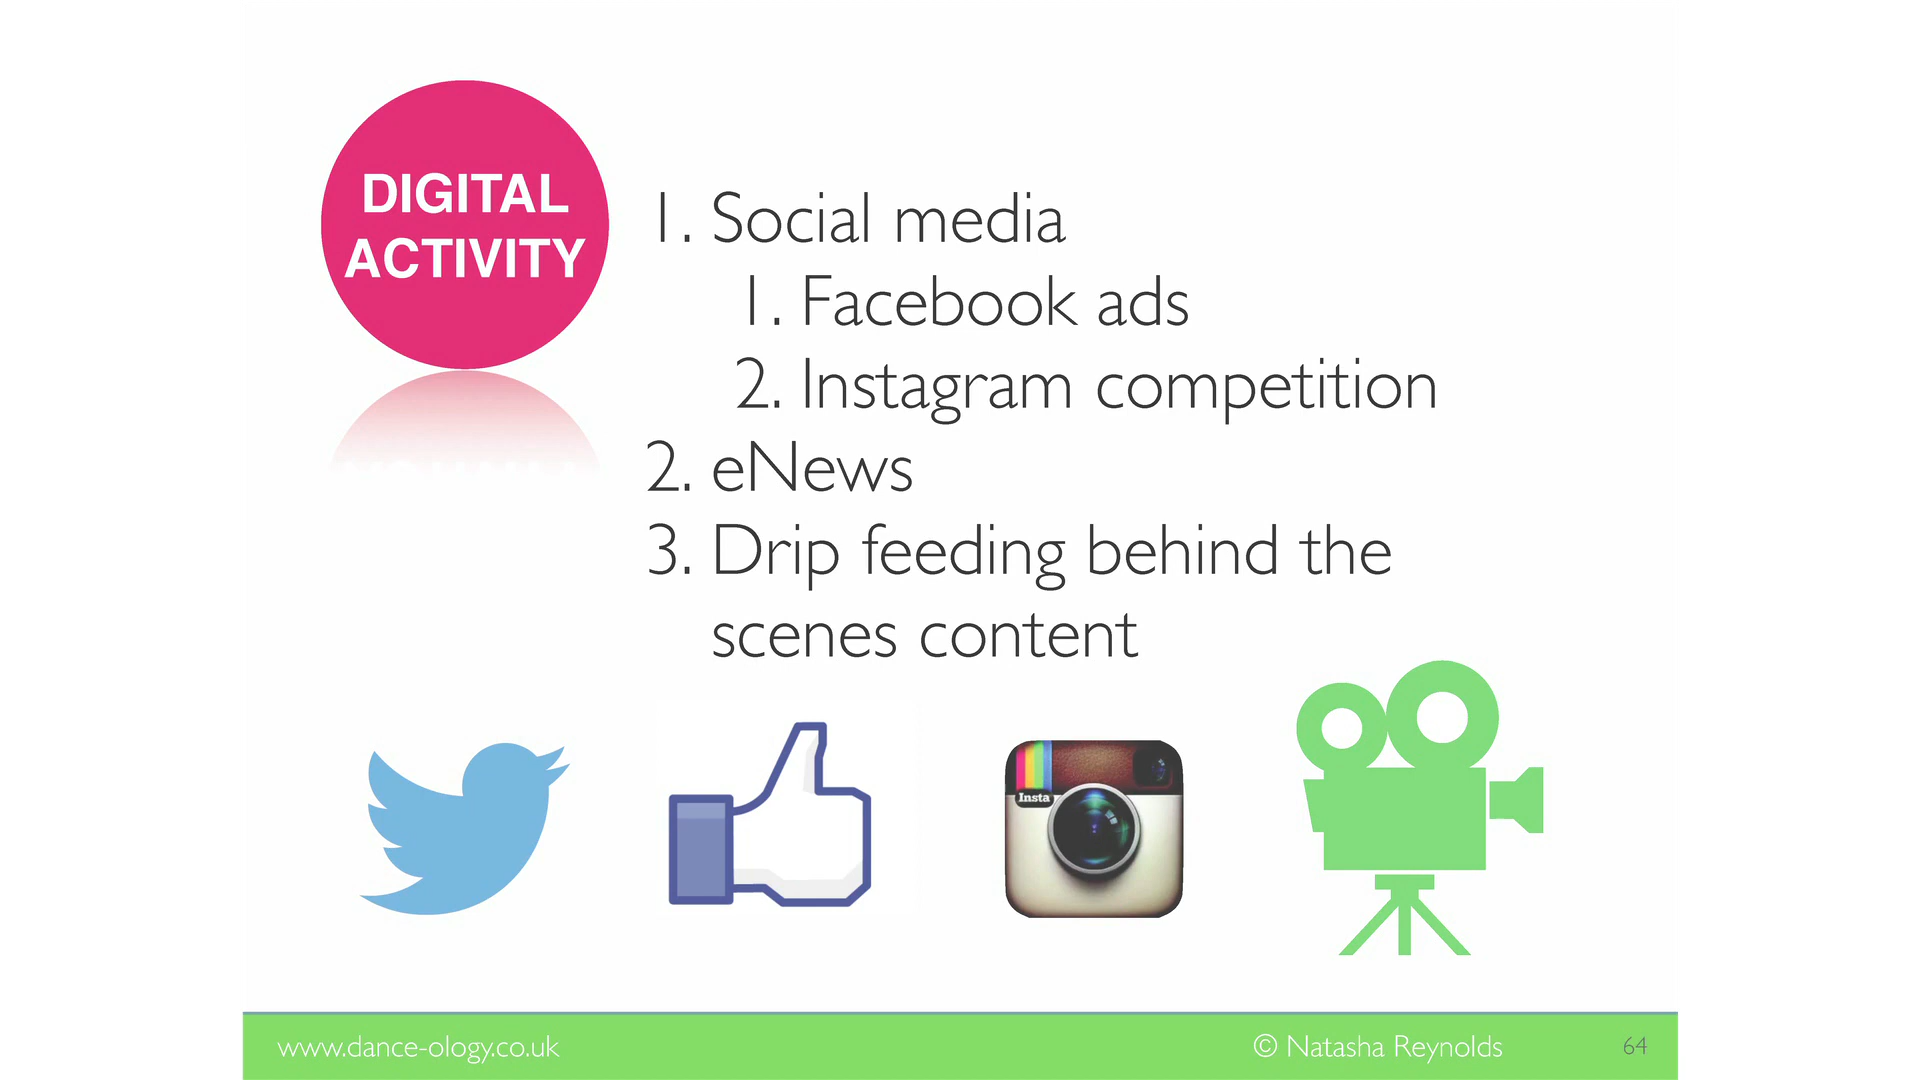 DIGITAL
ACTIVITY
1. Social media
1. Facebook ads
2. Instagram competition
2. eNews
3. Drip feeding behind the
scenes content
Insta
www.dance-ology.co.uk
© Natasha Reynolds
64